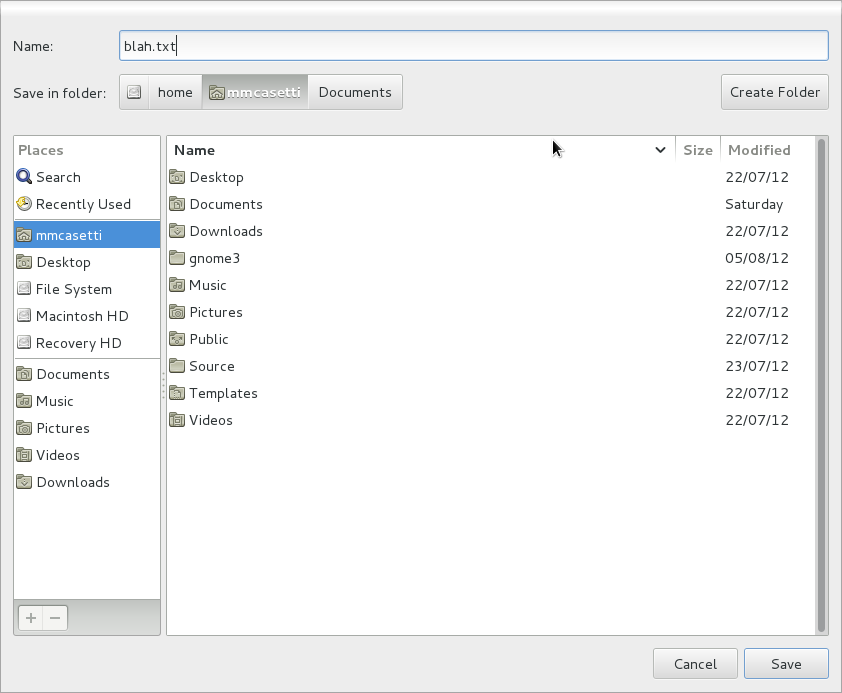 Name: blah.txt
Save in folder: home mmcasetti Documents Create Folder
Places
Search
Recently Used
mmcasetti
Desktop
File System
Macintosh HD
Recovery HD
Documents
Music
Pictures
Videos
Downloads
Name Size Modified
Desktop 22/07/12
Documents Saturday
Downloads 22/07/12
gnome3 05/08/12
Music 22/07/12
Pictures 22/07/12
Public 22/07/12
Source 23/07/12
Templates 22/07/12
Videos 22/07/12
Cancel Save